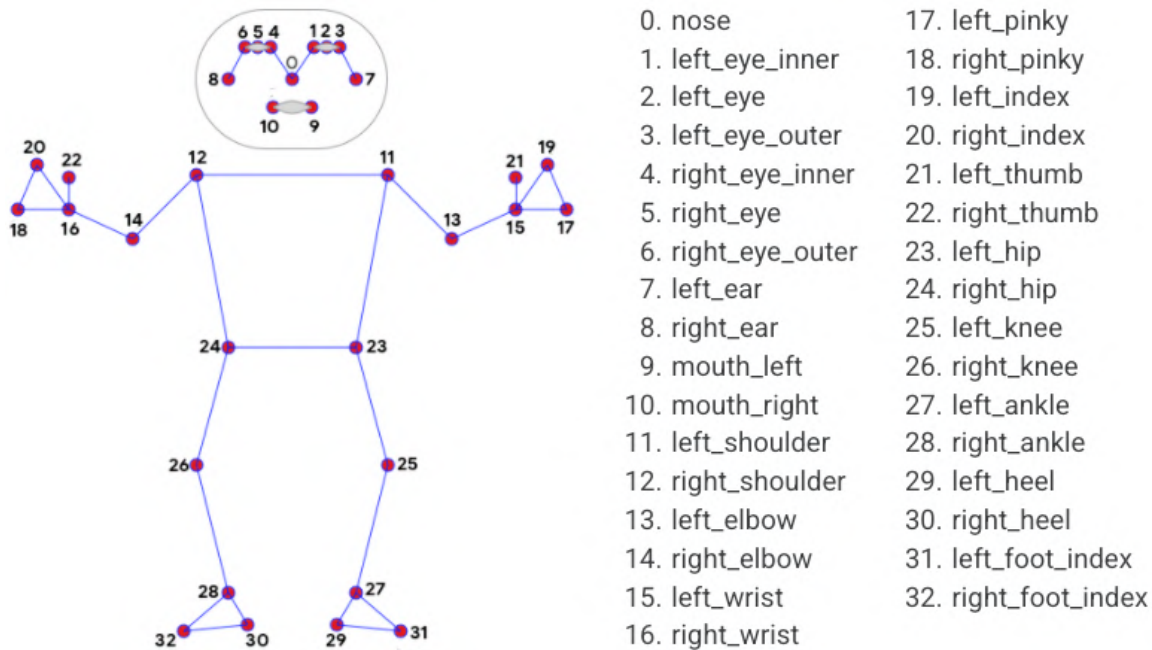 6 5 4 1 2 3
0
8 7
10 9
20 22 12 11 21 19
18 16 14 13 15 17
24 23
26 25
28 27
32 30 29 31
0. nose
1. left_eye_inner
2. left_eye
3. left_eye_outer
4. right_eye_inner
5. right_eye
6. right_eye_outer
7. left_ear
8. right_ear
9. mouth_left
10. mouth_right
11. left_shoulder
12. right_shoulder
13. left_elbow
14. right_elbow
15. left_wrist
16. right_wrist
17. left_pinky
18. right_pinky
19. left_index
20. right_index
21. left_thumb
22. right_thumb
23. left_hip
24. right_hip
25. left_knee
26. right_knee
27. left_ankle
28. right_ankle
29. left_heel
30. right_heel
31. left_foot_index
32. right_foot_index